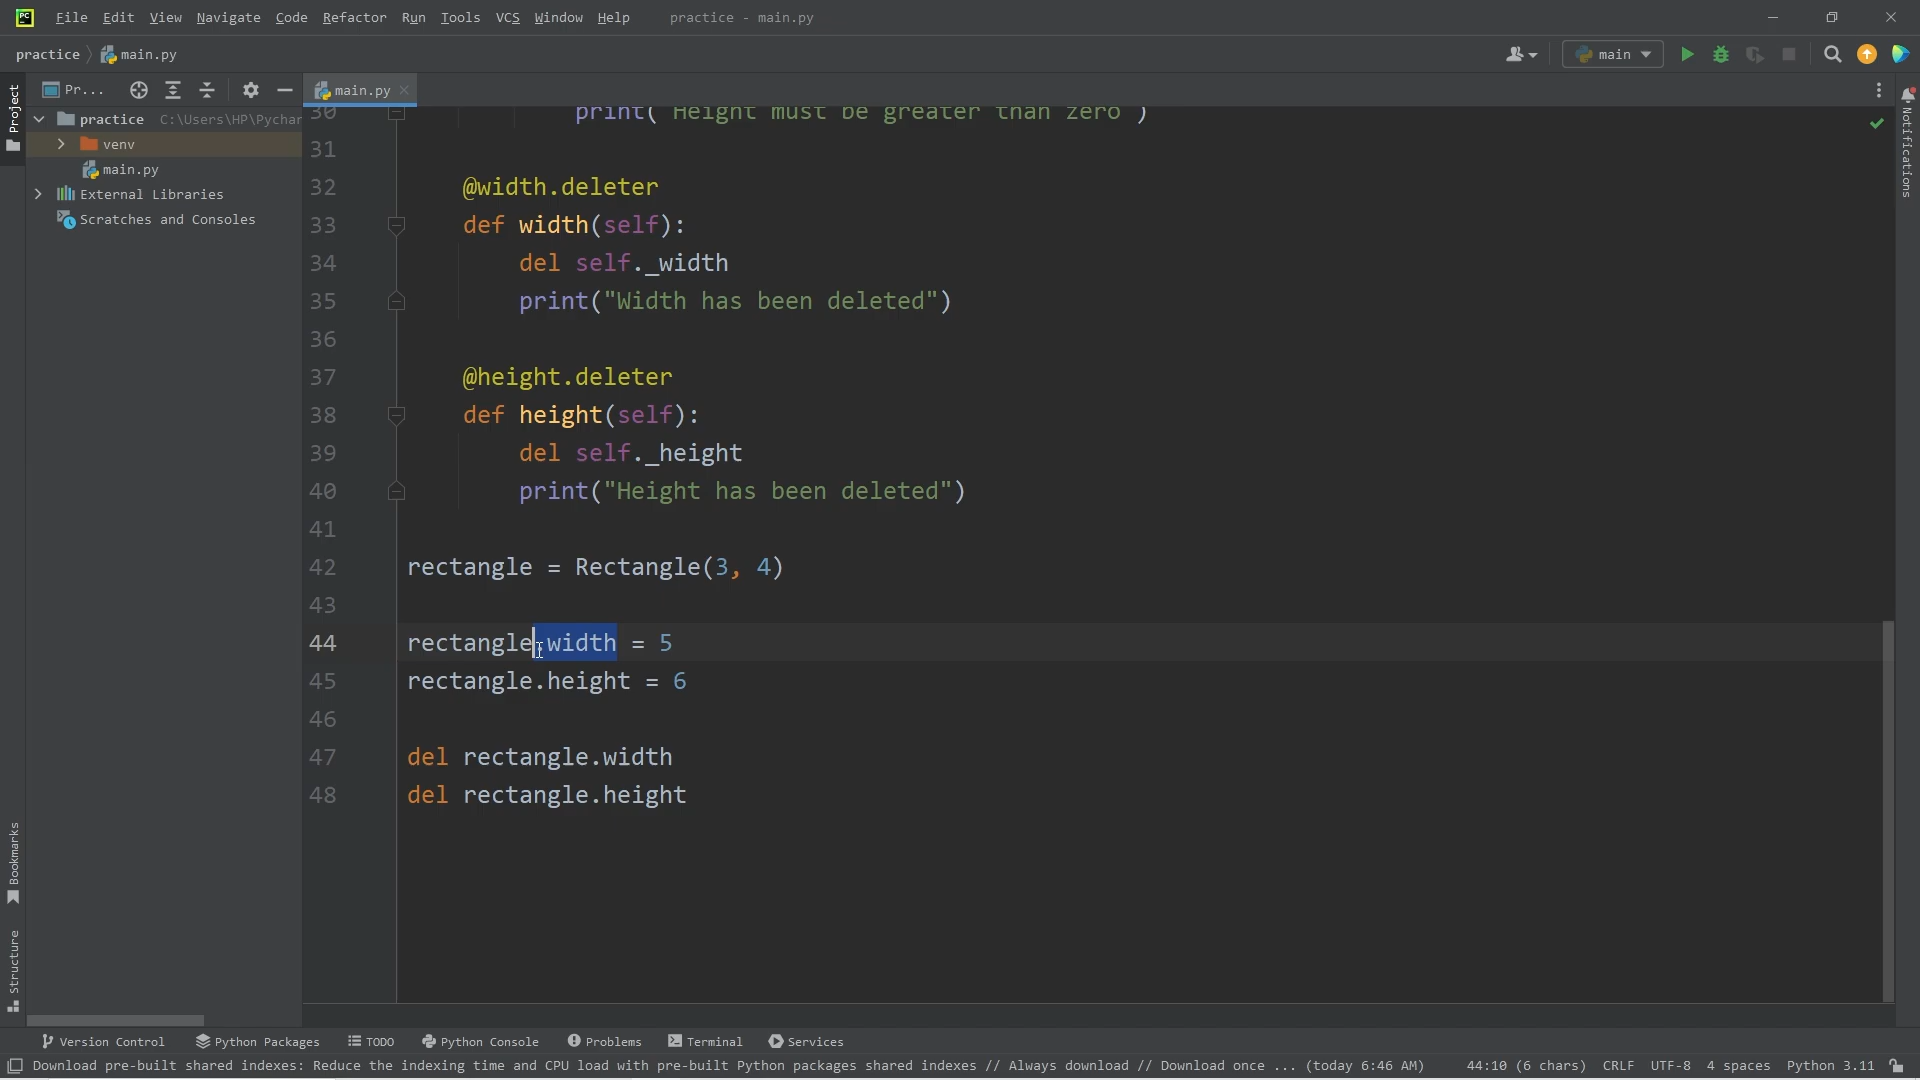 File Edit View Navigate Code Refactor Run Tools VCS Window Help practice - main.py
practice main.py main
Pr... main.py
Project
practice C:\Users\HP\Pychar
venv
main.py
External Libraries
Scratches and Consoles
Bookmarks
Structure
Notifications
30 print("Height must be greater than zero")
31
32 @width.deleter
33 def width(self):
34 del self._width
35 print("Width has been deleted")
36
37 @height.deleter
38 def height(self):
39 del self._height
40 print("Height has been deleted")
41
42 rectangle = Rectangle(3, 4)
43
44 rectangle.width = 5
45 rectangle.height = 6
46
47 del rectangle.width
48 del rectangle.height
Version Control Python Packages TODO Python Console Problems Terminal Services
Download pre-built shared indexes: Reduce the indexing time and CPU load with pre-built Python packages shared indexes // Always download // Download once ... (today 6:46 AM) 44:10 (6 chars) CRLF UTF-8 4 spaces Python 3.11